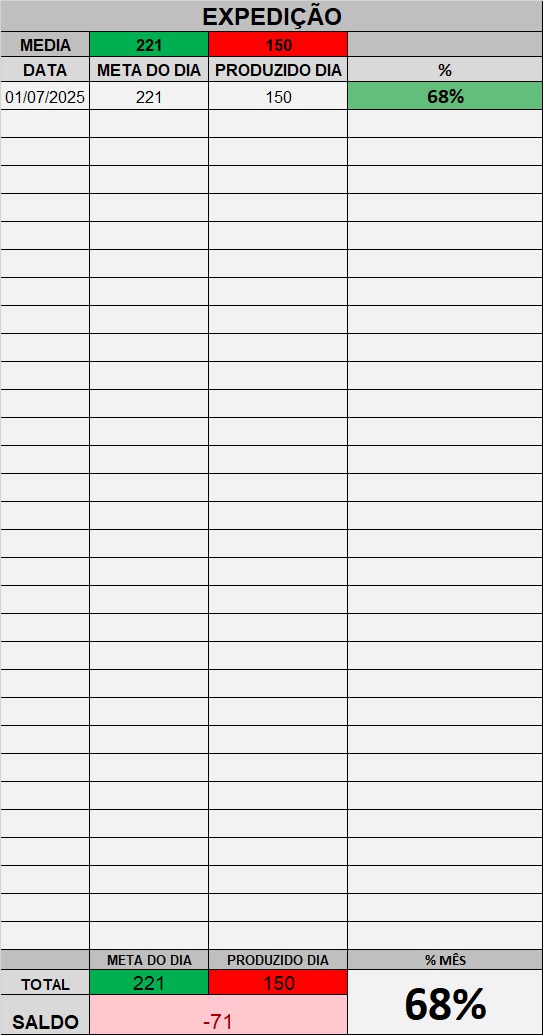 EXPEDIÇÃO
MEDIA 221 150
DATA META DO DIA PRODUZIDO DIA %
01/07/2025 221 150 68%
META DO DIA PRODUZIDO DIA % MÊS
TOTAL 221 150 68%
SALDO -71